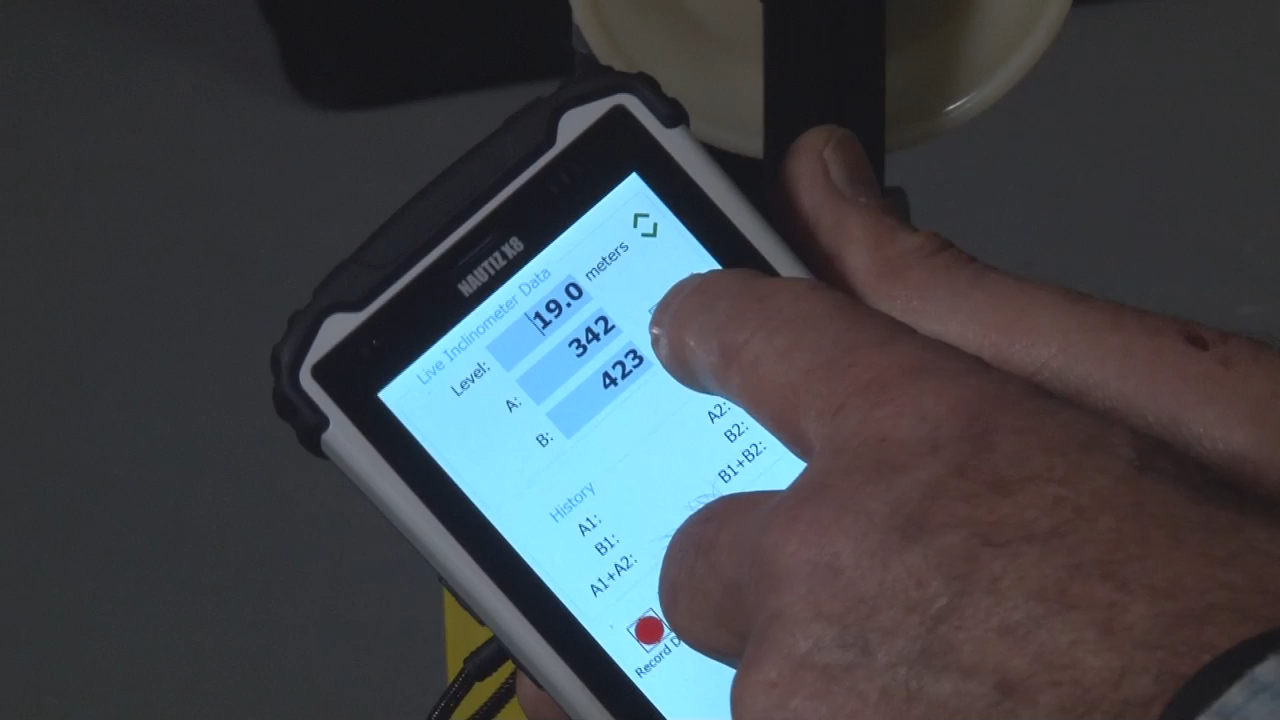 NAUTIZ X8
Live Inclinometer Data
Level: 19.0 meters
A: 342
B: 423
History
A1: A2:
B1: B2:
A1+A2: B1+B2:
Record